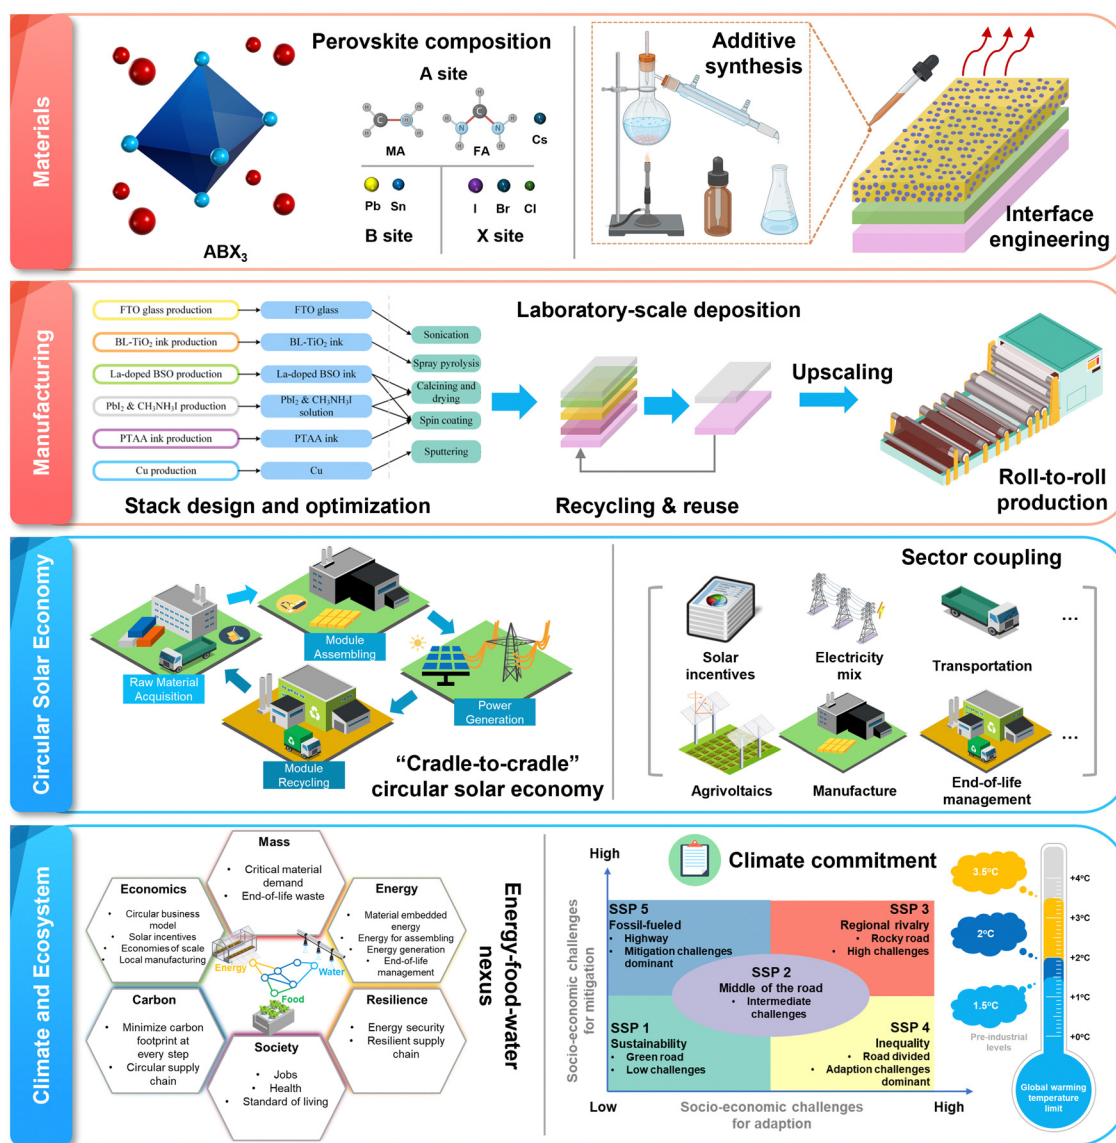 Materials
Perovskite composition
A site
MA
FA
Cs
Pb Sn
B site
I Br Cl
X site
ABX3
Additive
synthesis
Interface
engineering
Manufacturing
FTO glass production
FTO glass
BL-TiO2 ink production
BL-TiO2 ink
La-doped BSO production
La-doped BSO ink
PbI2 & CH3NH3I production
PbI2 & CH3NH3I
solution
PTAA ink production
PTAA ink
Cu production
Cu
Sonication
Spray pyrolysis
Calcining and
drying
Spin coating
Sputtering
Stack design and optimization
Laboratory-scale deposition
Recycling & reuse
Upscaling
Roll-to-roll
production
Circular Solar Economy
Raw Material
Acquisition
Module
Assembling
Power
Generation
Module
Recycling
“Cradle-to-cradle”
circular solar economy
Sector coupling
Solar
incentives
Electricity
mix
Transportation
...
Agrivoltaics
Manufacture
End-of-life
management
...
Climate and Ecosystem
Mass
• Critical material
demand
• End-of-life waste
Economics
• Circular business
model
• Solar incentives
• Economies of scale
• Local manufacturing
Energy
• Material embedded
energy
• Energy for assembling
• Energy generation
• End-of-life
management
Energy
Water
Food
Carbon
• Minimize carbon
footprint at
every step
• Circular supply
chain
Resilience
• Energy security
• Resilient supply
chain
Society
• Jobs
• Health
• Standard of living
Energy-food-water
nexus
Climate commitment
High
Socio-economic challenges
for mitigation
SSP 5
Fossil-fueled
• Highway
• Mitigation challenges
dominant
SSP 3
Regional rivalry
• Rocky road
• High challenges
SSP 2
Middle of the road
• Intermediate
challenges
SSP 1
Sustainability
• Green road
• Low challenges
SSP 4
Inequality
• Road divided
• Adaption challenges
dominant
Low
Socio-economic challenges
for adaption
High
3.5°C
2°C
1.5°C
Pre-industrial
levels
+4°C
+3°C
+2°C
+1°C
+0°C
Global warming
temperature
limit